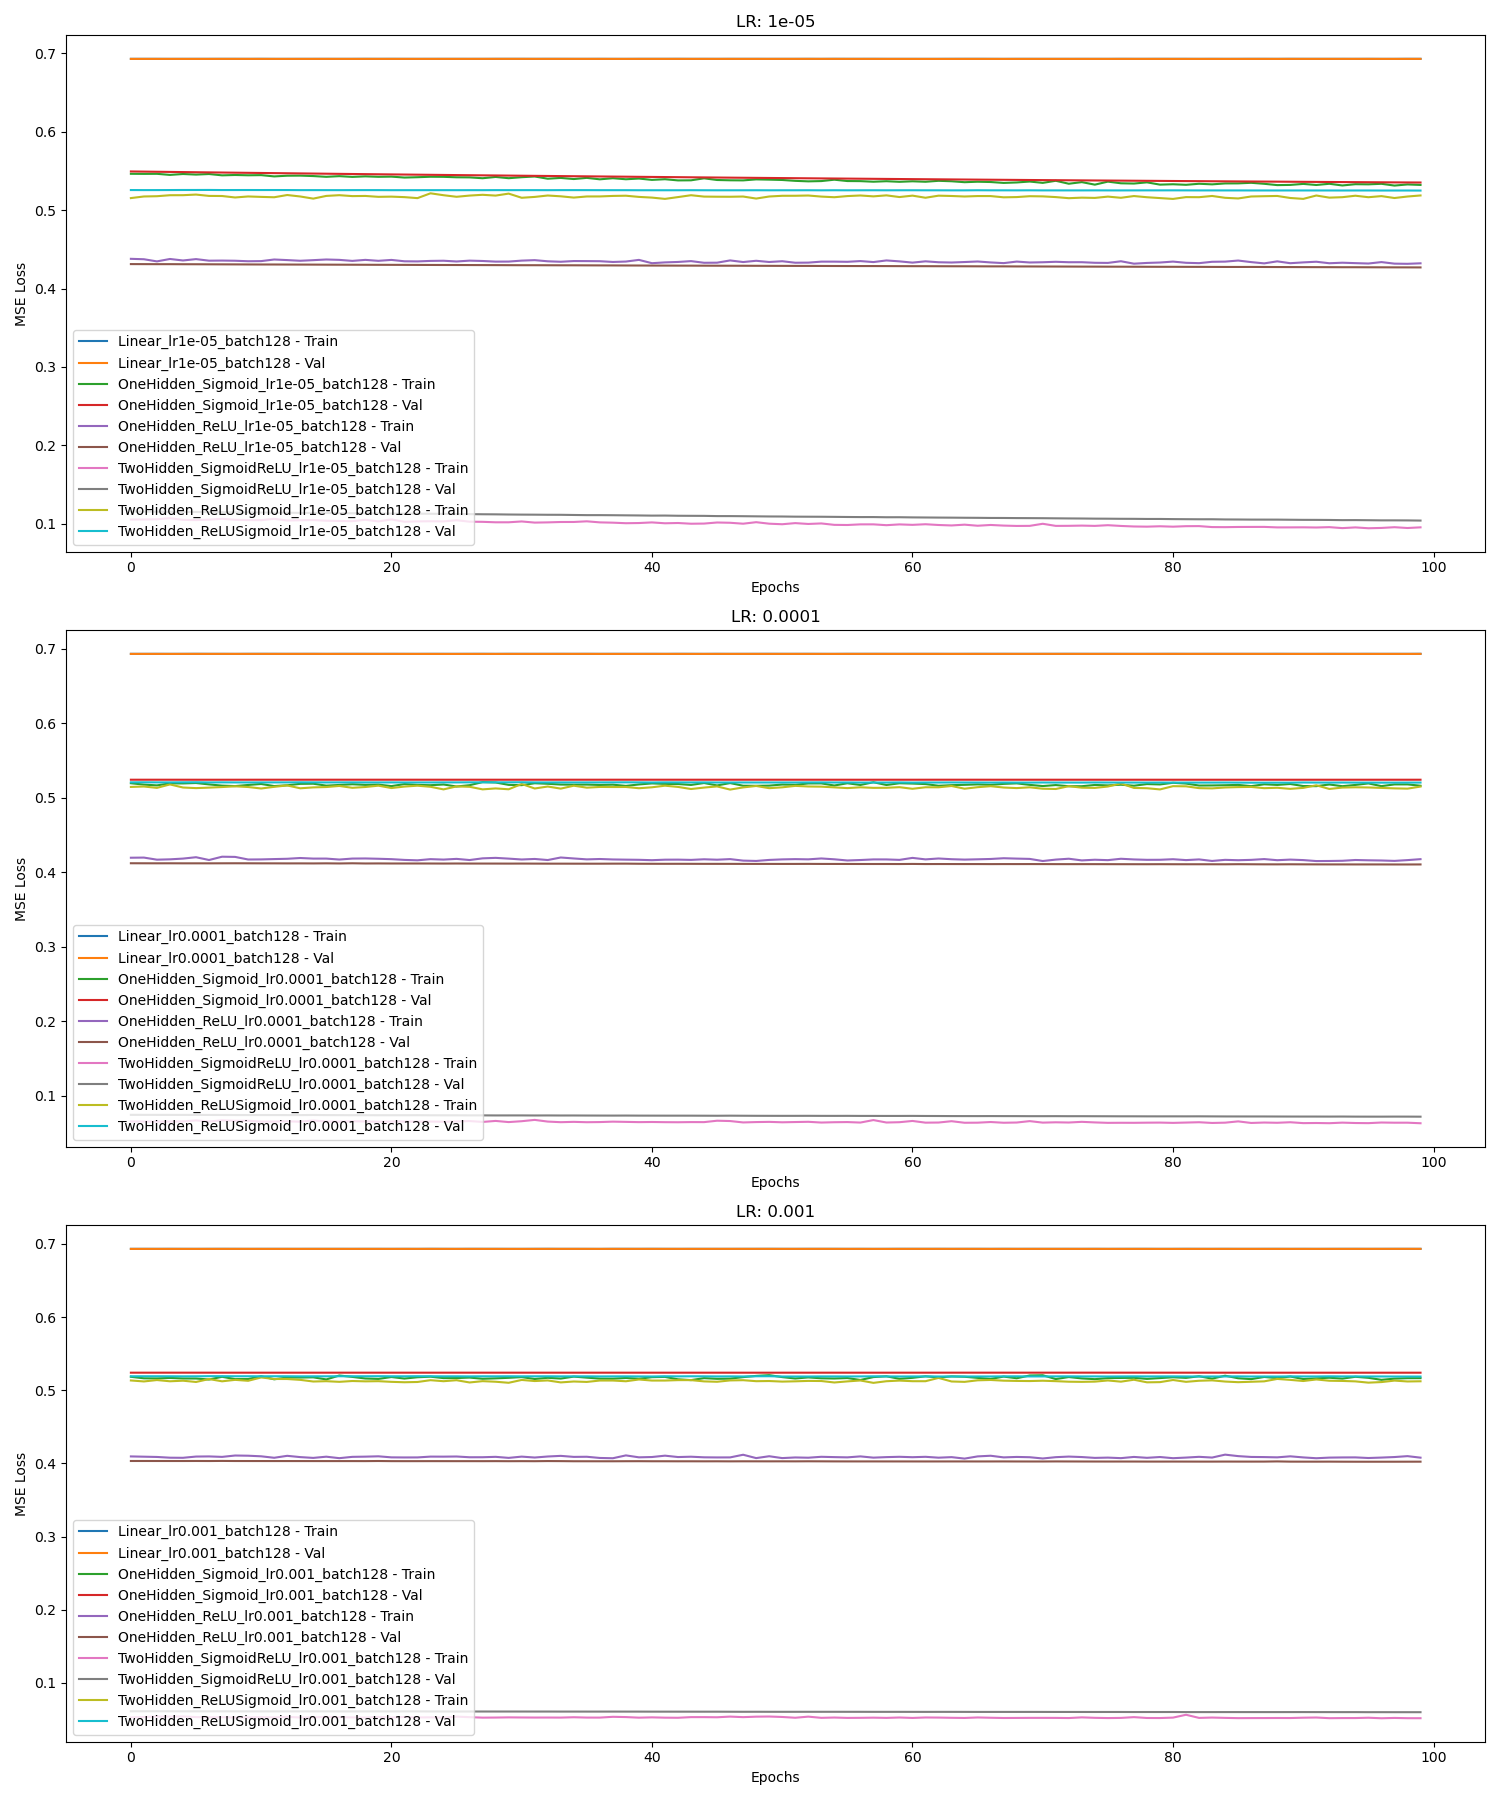 LR: 1e-05
0.7
0.6
0.5
0.4
0.3
0.2
0.1
MSE Loss
Linear_lr1e-05_batch128 - Train
Linear_lr1e-05_batch128 - Val
OneHidden_Sigmoid_lr1e-05_batch128 - Train
OneHidden_Sigmoid_lr1e-05_batch128 - Val
OneHidden_ReLU_lr1e-05_batch128 - Train
OneHidden_ReLU_lr1e-05_batch128 - Val
TwoHidden_SigmoidReLU_lr1e-05_batch128 - Train
TwoHidden_SigmoidReLU_lr1e-05_batch128 - Val
TwoHidden_ReLUSigmoid_lr1e-05_batch128 - Train
TwoHidden_ReLUSigmoid_lr1e-05_batch128 - Val
0 20 40 60 80 100
Epochs
LR: 0.0001
0.7
0.6
0.5
0.4
0.3
0.2
0.1
MSE Loss
Linear_lr0.0001_batch128 - Train
Linear_lr0.0001_batch128 - Val
OneHidden_Sigmoid_lr0.0001_batch128 - Train
OneHidden_Sigmoid_lr0.0001_batch128 - Val
OneHidden_ReLU_lr0.0001_batch128 - Train
OneHidden_ReLU_lr0.0001_batch128 - Val
TwoHidden_SigmoidReLU_lr0.0001_batch128 - Train
TwoHidden_SigmoidReLU_lr0.0001_batch128 - Val
TwoHidden_ReLUSigmoid_lr0.0001_batch128 - Train
TwoHidden_ReLUSigmoid_lr0.0001_batch128 - Val
0 20 40 60 80 100
Epochs
LR: 0.001
0.7
0.6
0.5
0.4
0.3
0.2
0.1
MSE Loss
Linear_lr0.001_batch128 - Train
Linear_lr0.001_batch128 - Val
OneHidden_Sigmoid_lr0.001_batch128 - Train
OneHidden_Sigmoid_lr0.001_batch128 - Val
OneHidden_ReLU_lr0.001_batch128 - Train
OneHidden_ReLU_lr0.001_batch128 - Val
TwoHidden_SigmoidReLU_lr0.001_batch128 - Train
TwoHidden_SigmoidReLU_lr0.001_batch128 - Val
TwoHidden_ReLUSigmoid_lr0.001_batch128 - Train
TwoHidden_ReLUSigmoid_lr0.001_batch128 - Val
0 20 40 60 80 100
Epochs